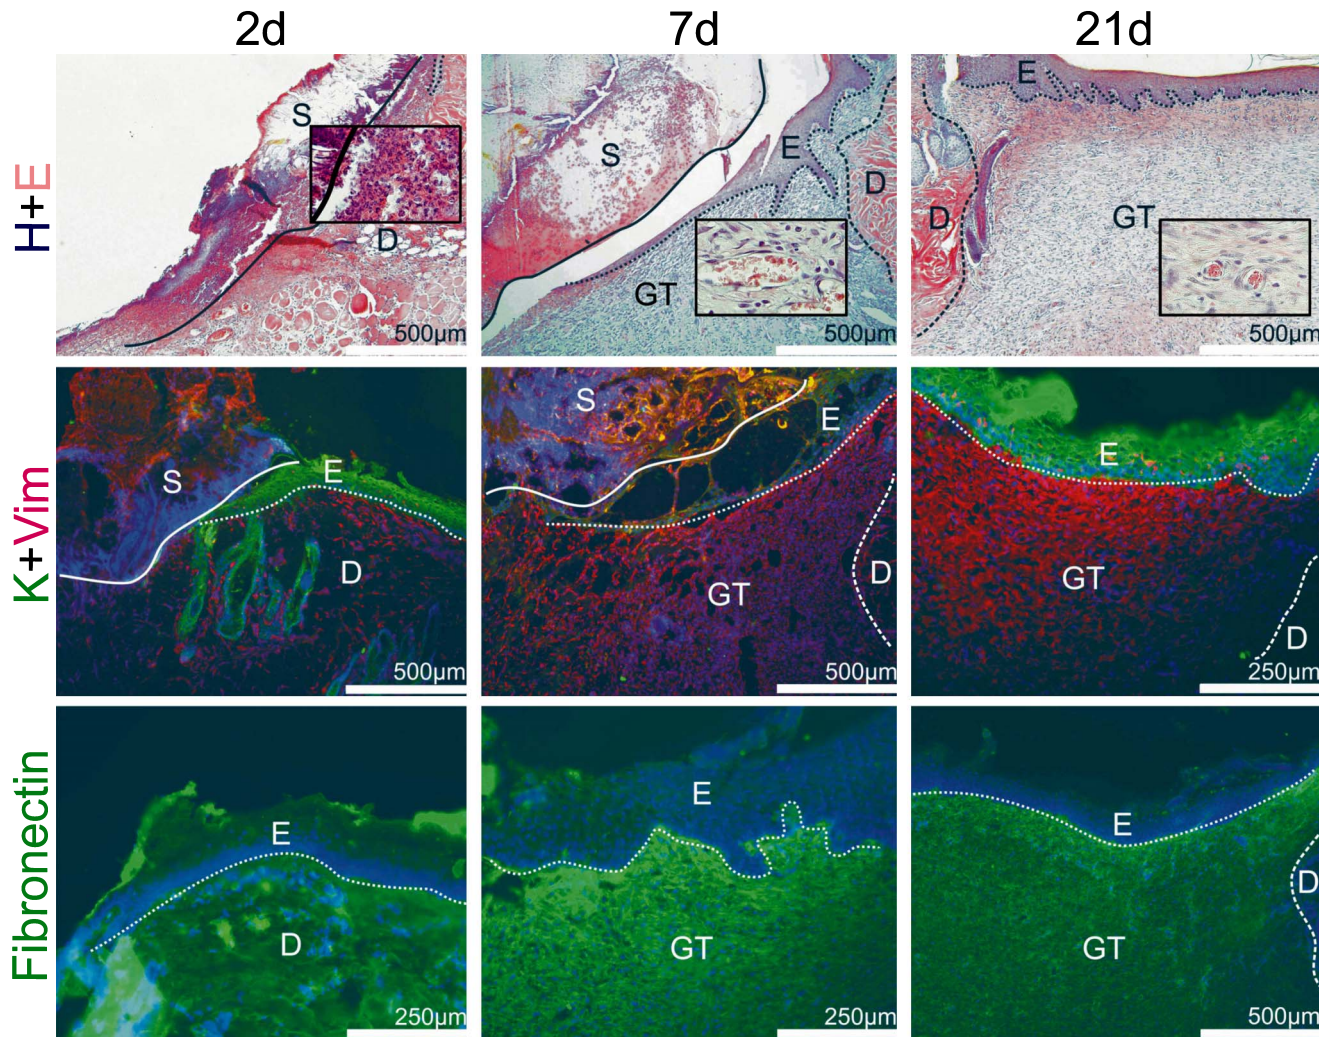 2d 7d 21d
H+E
S
D
500µm
S
E
D
GT
500µm
E
D
GT
500µm
K+Vim
S
E
D
500µm
S
E
D
GT
500µm
E
GT
D
250µm
Fibronectin
E
D
250µm
E
GT
250µm
E
D
GT
500µm